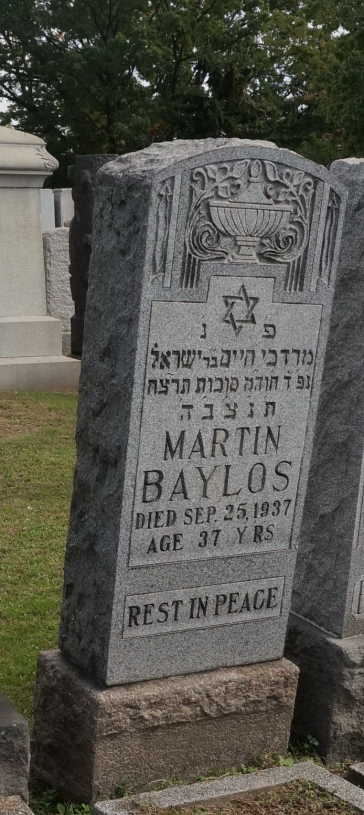 פ נ
מרדכי חיים בר ישראל
נפ ד חוה״מ סוכות תרצח
ת נ צ ב ה
MARTIN
BAYLOS
DIED SEP. 25, 1937
AGE 37 YRS
REST IN PEACE